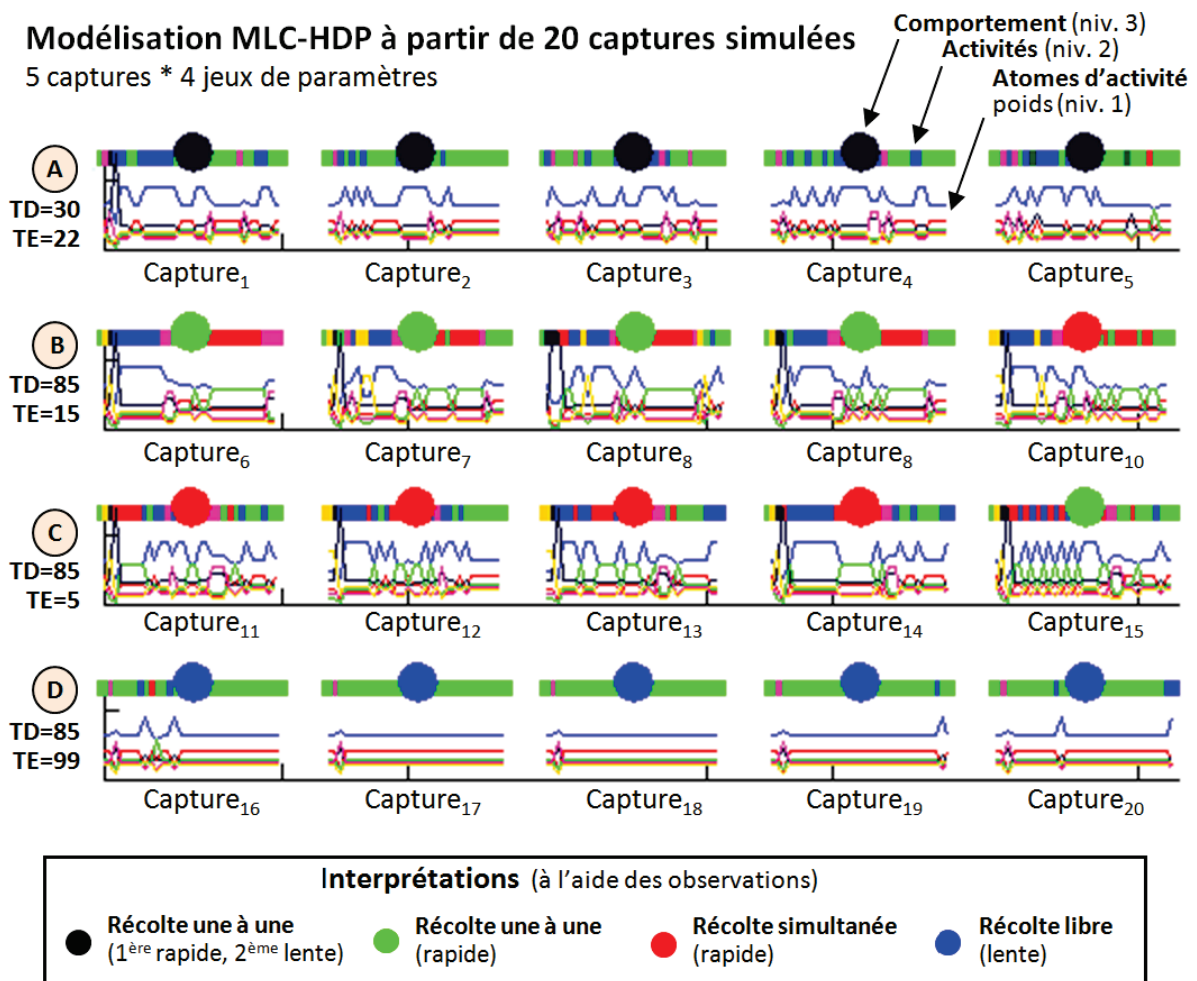 Modélisation MLC-HDP à partir de 20 captures simulées
5 captures * 4 jeux de paramètres
Comportement (niv. 3)
Activités (niv. 2)
Atomes d'activité
poids (niv. 1)
A
TD=30
TE=22
Capture1 Capture2 Capture3 Capture4 Capture5
B
TD=85
TE=15
Capture6 Capture7 Capture8 Capture8 Capture10
C
TD=85
TE=5
Capture11 Capture12 Capture13 Capture14 Capture15
D
TD=85
TE=99
Capture16 Capture17 Capture18 Capture19 Capture20
Interprétations (à l'aide des observations)
Récolte une à une
(1ère rapide, 2ème lente)
Récolte une à une
(rapide)
Récolte simultanée
(rapide)
Récolte libre
(lente)